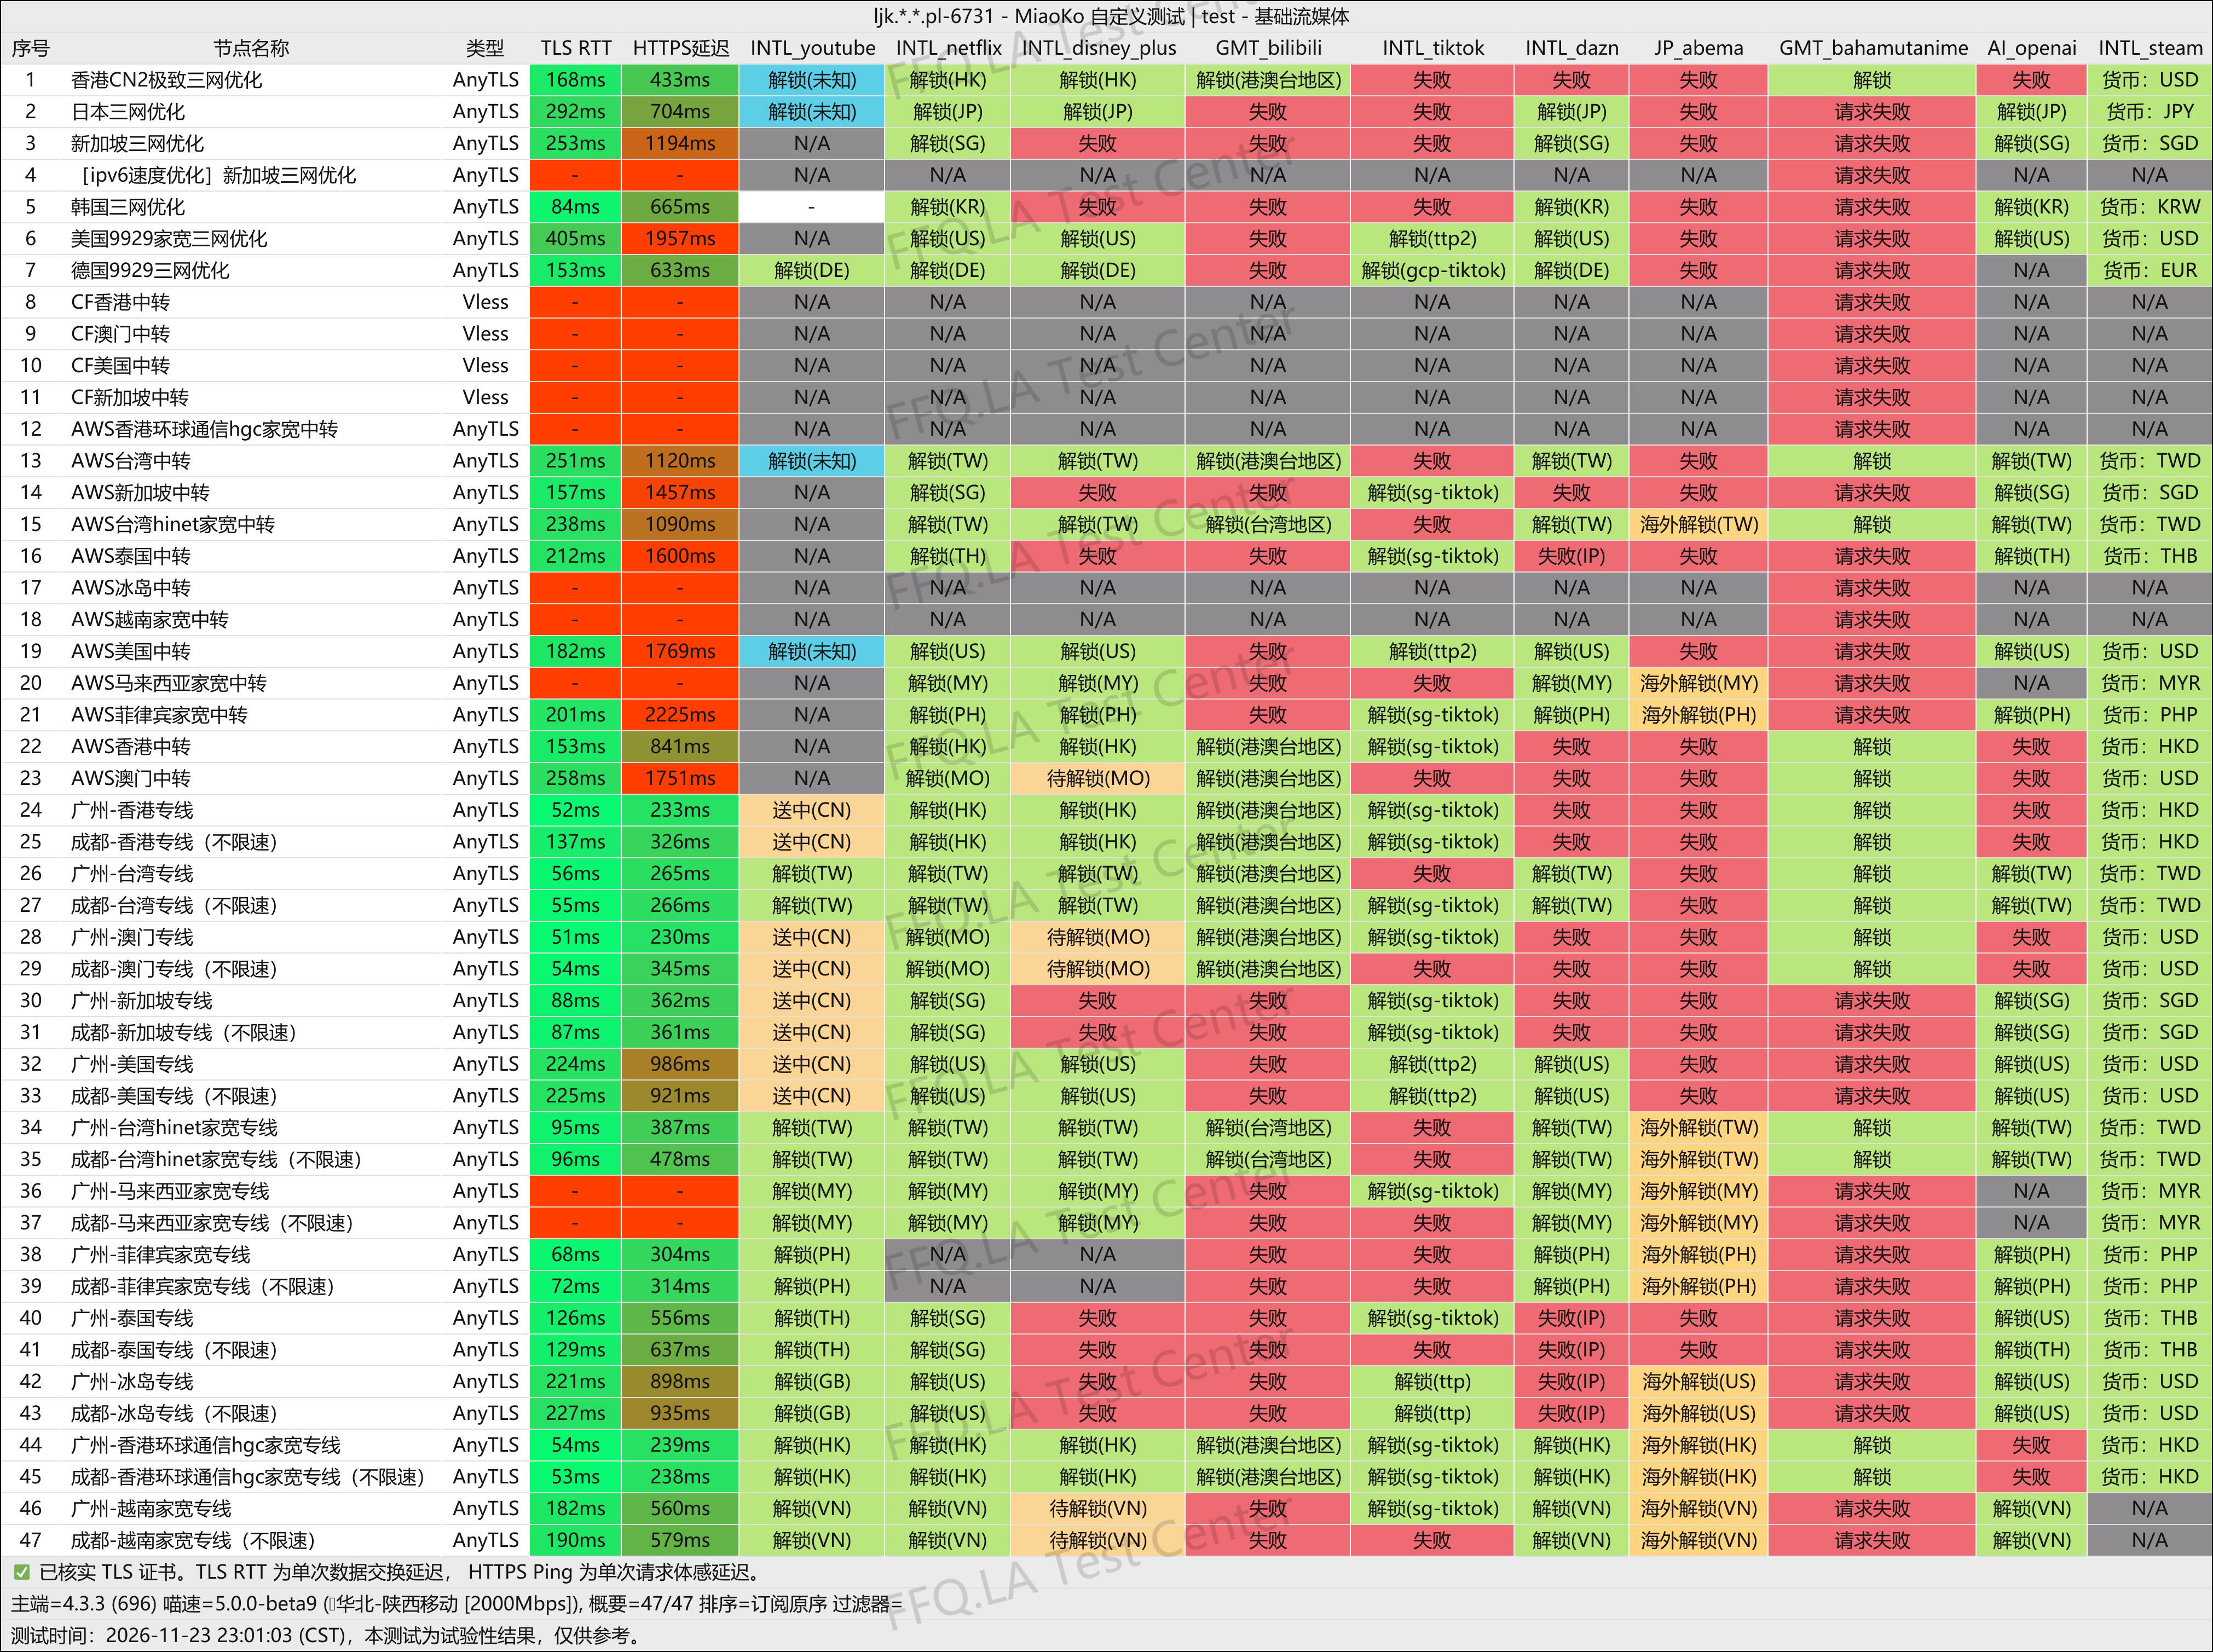 ljk.*.*.pl-6731 - MiaoKo 自定义测试 | test - 基础流媒体
序号 节点名称 类型 TLS RTT HTTPS延迟 INTL_youtube INTL_netflix INTL_disney_plus GMT_bilibili INTL_tiktok INTL_dazn JP_abema GMT_bahamutanime AI_openai INTL_steam
1 香港CN2极致三网优化 AnyTLS 168ms 433ms 解锁(未知) 解锁(HK) 解锁(HK) 解锁(港澳台地区) 失败 失败 失败 解锁 失败 货币：USD
2 日本三网优化 AnyTLS 292ms 704ms 解锁(未知) 解锁(JP) 解锁(JP) 失败 失败 解锁(JP) 失败 请求失败 解锁(JP) 货币：JPY
3 新加坡三网优化 AnyTLS 253ms 1194ms N/A 解锁(SG) 失败 失败 失败 解锁(SG) 失败 请求失败 解锁(SG) 货币：SGD
4 ［ipv6速度优化］新加坡三网优化 AnyTLS - - N/A N/A N/A N/A N/A N/A N/A 请求失败 N/A N/A
5 韩国三网优化 AnyTLS 84ms 665ms - 解锁(KR) 失败 失败 失败 解锁(KR) 失败 请求失败 解锁(KR) 货币：KRW
6 美国9929家宽三网优化 AnyTLS 405ms 1957ms N/A 解锁(US) 解锁(US) 失败 解锁(ttp2) 解锁(US) 失败 请求失败 解锁(US) 货币：USD
7 德国9929三网优化 AnyTLS 153ms 633ms 解锁(DE) 解锁(DE) 解锁(DE) 失败 解锁(gcp-tiktok) 解锁(DE) 失败 请求失败 N/A 货币：EUR
8 CF香港中转 Vless - - N/A N/A N/A N/A N/A N/A N/A 请求失败 N/A N/A
9 CF澳门中转 Vless - - N/A N/A N/A N/A N/A N/A N/A 请求失败 N/A N/A
10 CF美国中转 Vless - - N/A N/A N/A N/A N/A N/A N/A 请求失败 N/A N/A
11 CF新加坡中转 Vless - - N/A N/A N/A N/A N/A N/A N/A 请求失败 N/A N/A
12 AWS香港环球通信hgc家宽中转 AnyTLS - - N/A N/A N/A N/A N/A N/A N/A 请求失败 N/A N/A
13 AWS台湾中转 AnyTLS 251ms 1120ms 解锁(未知) 解锁(TW) 解锁(TW) 解锁(港澳台地区) 失败 解锁(TW) 失败 解锁 解锁(TW) 货币：TWD
14 AWS新加坡中转 AnyTLS 157ms 1457ms N/A 解锁(SG) 失败 失败 解锁(sg-tiktok) 失败 失败 请求失败 解锁(SG) 货币：SGD
15 AWS台湾hinet家宽中转 AnyTLS 238ms 1090ms N/A 解锁(TW) 解锁(TW) 解锁(台湾地区) 失败 解锁(TW) 海外解锁(TW) 解锁 解锁(TW) 货币：TWD
16 AWS泰国中转 AnyTLS 212ms 1600ms N/A 解锁(TH) 失败 失败 解锁(sg-tiktok) 失败(IP) 失败 请求失败 解锁(TH) 货币：THB
17 AWS冰岛中转 AnyTLS - - N/A N/A N/A N/A N/A N/A N/A 请求失败 N/A N/A
18 AWS越南家宽中转 AnyTLS - - N/A N/A N/A N/A N/A N/A N/A 请求失败 N/A N/A
19 AWS美国中转 AnyTLS 182ms 1769ms 解锁(未知) 解锁(US) 解锁(US) 失败 解锁(ttp2) 解锁(US) 失败 请求失败 解锁(US) 货币：USD
20 AWS马来西亚家宽中转 AnyTLS - - N/A 解锁(MY) 解锁(MY) 失败 失败 解锁(MY) 海外解锁(MY) 请求失败 N/A 货币：MYR
21 AWS菲律宾家宽中转 AnyTLS 201ms 2225ms N/A 解锁(PH) 解锁(PH) 失败 解锁(sg-tiktok) 解锁(PH) 海外解锁(PH) 请求失败 解锁(PH) 货币：PHP
22 AWS香港中转 AnyTLS 153ms 841ms N/A 解锁(HK) 解锁(HK) 解锁(港澳台地区) 解锁(sg-tiktok) 失败 失败 解锁 失败 货币：HKD
23 AWS澳门中转 AnyTLS 258ms 1751ms N/A 解锁(MO) 待解锁(MO) 解锁(港澳台地区) 失败 失败 失败 解锁 失败 货币：USD
24 广州-香港专线 AnyTLS 52ms 233ms 送中(CN) 解锁(HK) 解锁(HK) 解锁(港澳台地区) 解锁(sg-tiktok) 失败 失败 解锁 失败 货币：HKD
25 成都-香港专线（不限速） AnyTLS 137ms 326ms 送中(CN) 解锁(HK) 解锁(HK) 解锁(港澳台地区) 解锁(sg-tiktok) 失败 失败 解锁 失败 货币：HKD
26 广州-台湾专线 AnyTLS 56ms 265ms 解锁(TW) 解锁(TW) 解锁(TW) 解锁(港澳台地区) 失败 解锁(TW) 失败 解锁 解锁(TW) 货币：TWD
27 成都-台湾专线（不限速） AnyTLS 55ms 266ms 解锁(TW) 解锁(TW) 解锁(TW) 解锁(港澳台地区) 解锁(sg-tiktok) 解锁(TW) 失败 解锁 解锁(TW) 货币：TWD
28 广州-澳门专线 AnyTLS 51ms 230ms 送中(CN) 解锁(MO) 待解锁(MO) 解锁(港澳台地区) 解锁(sg-tiktok) 失败 失败 解锁 失败 货币：USD
29 成都-澳门专线（不限速） AnyTLS 54ms 345ms 送中(CN) 解锁(MO) 待解锁(MO) 解锁(港澳台地区) 失败 失败 失败 解锁 失败 货币：USD
30 广州-新加坡专线 AnyTLS 88ms 362ms 送中(CN) 解锁(SG) 失败 失败 解锁(sg-tiktok) 失败 失败 请求失败 解锁(SG) 货币：SGD
31 成都-新加坡专线（不限速） AnyTLS 87ms 361ms 送中(CN) 解锁(SG) 失败 失败 解锁(sg-tiktok) 失败 失败 请求失败 解锁(SG) 货币：SGD
32 广州-美国专线 AnyTLS 224ms 986ms 送中(CN) 解锁(US) 解锁(US) 失败 解锁(ttp2) 解锁(US) 失败 请求失败 解锁(US) 货币：USD
33 成都-美国专线（不限速） AnyTLS 225ms 921ms 送中(CN) 解锁(US) 解锁(US) 失败 解锁(ttp2) 解锁(US) 失败 请求失败 解锁(US) 货币：USD
34 广州-台湾hinet家宽专线 AnyTLS 95ms 387ms 解锁(TW) 解锁(TW) 解锁(TW) 解锁(台湾地区) 失败 解锁(TW) 海外解锁(TW) 解锁 解锁(TW) 货币：TWD
35 成都-台湾hinet家宽专线（不限速） AnyTLS 96ms 478ms 解锁(TW) 解锁(TW) 解锁(TW) 解锁(台湾地区) 失败 解锁(TW) 海外解锁(TW) 解锁 解锁(TW) 货币：TWD
36 广州-马来西亚家宽专线 AnyTLS - - 解锁(MY) 解锁(MY) 解锁(MY) 失败 解锁(sg-tiktok) 解锁(MY) 海外解锁(MY) 请求失败 N/A 货币：MYR
37 成都-马来西亚家宽专线（不限速） AnyTLS - - 解锁(MY) 解锁(MY) 解锁(MY) 失败 失败 解锁(MY) 海外解锁(MY) 请求失败 N/A 货币：MYR
38 广州-菲律宾家宽专线 AnyTLS 68ms 304ms 解锁(PH) N/A N/A 失败 失败 解锁(PH) 海外解锁(PH) 请求失败 解锁(PH) 货币：PHP
39 成都-菲律宾家宽专线（不限速） AnyTLS 72ms 314ms 解锁(PH) N/A N/A 失败 失败 解锁(PH) 海外解锁(PH) 请求失败 解锁(PH) 货币：PHP
40 广州-泰国专线 AnyTLS 126ms 556ms 解锁(TH) 解锁(SG) 失败 失败 解锁(sg-tiktok) 失败(IP) 失败 请求失败 解锁(US) 货币：THB
41 成都-泰国专线（不限速） AnyTLS 129ms 637ms 解锁(TH) 解锁(SG) 失败 失败 失败 失败(IP) 失败 请求失败 解锁(TH) 货币：THB
42 广州-冰岛专线 AnyTLS 221ms 898ms 解锁(GB) 解锁(US) 失败 失败 解锁(ttp) 失败(IP) 海外解锁(US) 请求失败 解锁(US) 货币：USD
43 成都-冰岛专线（不限速） AnyTLS 227ms 935ms 解锁(GB) 解锁(US) 失败 失败 解锁(ttp) 失败(IP) 海外解锁(US) 请求失败 解锁(US) 货币：USD
44 广州-香港环球通信hgc家宽专线 AnyTLS 54ms 239ms 解锁(HK) 解锁(HK) 解锁(HK) 解锁(港澳台地区) 解锁(sg-tiktok) 解锁(HK) 海外解锁(HK) 解锁 失败 货币：HKD
45 成都-香港环球通信hgc家宽专线（不限速） AnyTLS 53ms 238ms 解锁(HK) 解锁(HK) 解锁(HK) 解锁(港澳台地区) 解锁(sg-tiktok) 解锁(HK) 海外解锁(HK) 解锁 失败 货币：HKD
46 广州-越南家宽专线 AnyTLS 182ms 560ms 解锁(VN) 解锁(VN) 待解锁(VN) 失败 解锁(sg-tiktok) 解锁(VN) 海外解锁(VN) 请求失败 解锁(VN) N/A
47 成都-越南家宽专线（不限速） AnyTLS 190ms 579ms 解锁(VN) 解锁(VN) 待解锁(VN) 失败 失败 解锁(VN) 海外解锁(VN) 请求失败 解锁(VN) N/A
✅ 已核实 TLS 证书。TLS RTT 为单次数据交换延迟， HTTPS Ping 为单次请求体感延迟。
主端=4.3.3 (696) 喵速=5.0.0-beta9 (华北-陕西移动 [2000Mbps]), 概要=47/47 排序=订阅原序 过滤器=
测试时间：2026-11-23 23:01:03 (CST)，本测试为试验性结果，仅供参考。
FFQ.LA Test Center
FFQ.LA Test Center
FFQ.LA Test Center
FFQ.LA Test Center
FFQ.LA Test Center
FFQ.LA Test Center
FFQ.LA Test Center
FFQ.LA Test Center
FFQ.LA Test Center
FFQ.LA Test Center